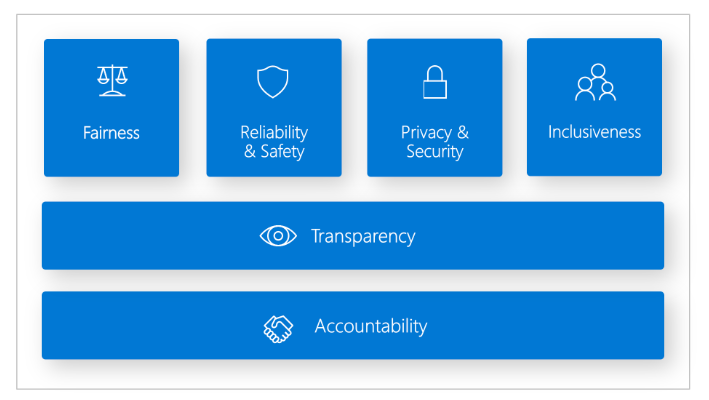 Fairness
Reliability
& Safety
Privacy &
Security
Inclusiveness
Transparency
Accountability